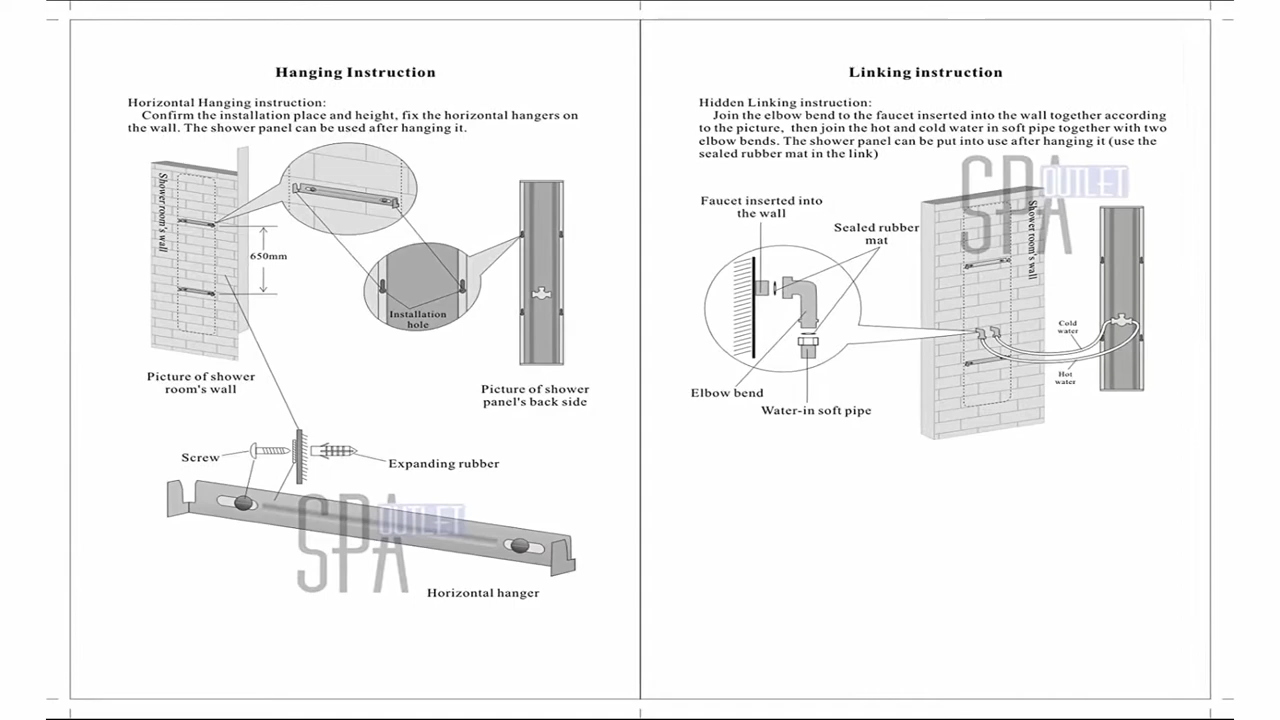 Hanging Instruction
Horizontal Hanging instruction:
Confirm the installation place and height, fix the horizontal hangers on
the wall. The shower panel can be used after hanging it.
Shower room's wall
650mm
Installation
hole
Picture of shower
room's wall
Picture of shower
panel's back side
Screw
Expanding rubber
SPA
OUTLET
Horizontal hanger
Linking instruction
Hidden Linking instruction:
Join the elbow bend to the faucet inserted into the wall together according
to the picture, then join the hot and cold water in soft pipe together with two
elbow bends. The shower panel can be put into use after hanging it (use the
sealed rubber mat in the link)
SPA
OUTLET
Faucet inserted into
the wall
Sealed rubber
mat
Shower room's wall
Cold
water
Hot
water
Elbow bend
Water-in soft pipe